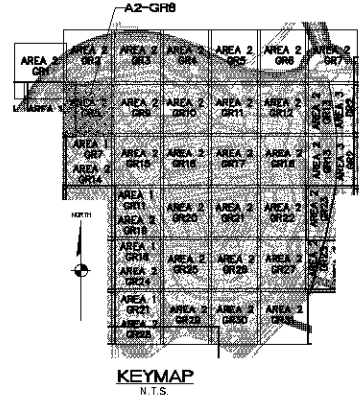 A2-GR8
AREA 2
GR1
AREA 2
GR2
AREA 2
GR3
AREA 2
GR4
AREA 2
GR5
AREA 2
GR6
AREA 2
GR7
AREA 2
GR9
AREA 2
GR10
AREA 2
GR11
AREA 2
GR12
AREA 1
GR7
AREA 2
GR14
AREA 2
GR15
AREA 2
GR16
AREA 2
GR17
AREA 2
GR18
AREA 1
GR11
AREA 2
GR19
AREA 2
GR20
AREA 2
GR21
AREA 2
GR22
AREA 1
AREA 2
GR24
AREA 2
GR25
AREA 2
GR26
AREA 2
GR27
AREA 1
GR21
AREA 2
GR28
AREA 2
GR29
AREA 2
GR30
AREA 2
GR31
NORTH
KEYMAP
N.T.S.